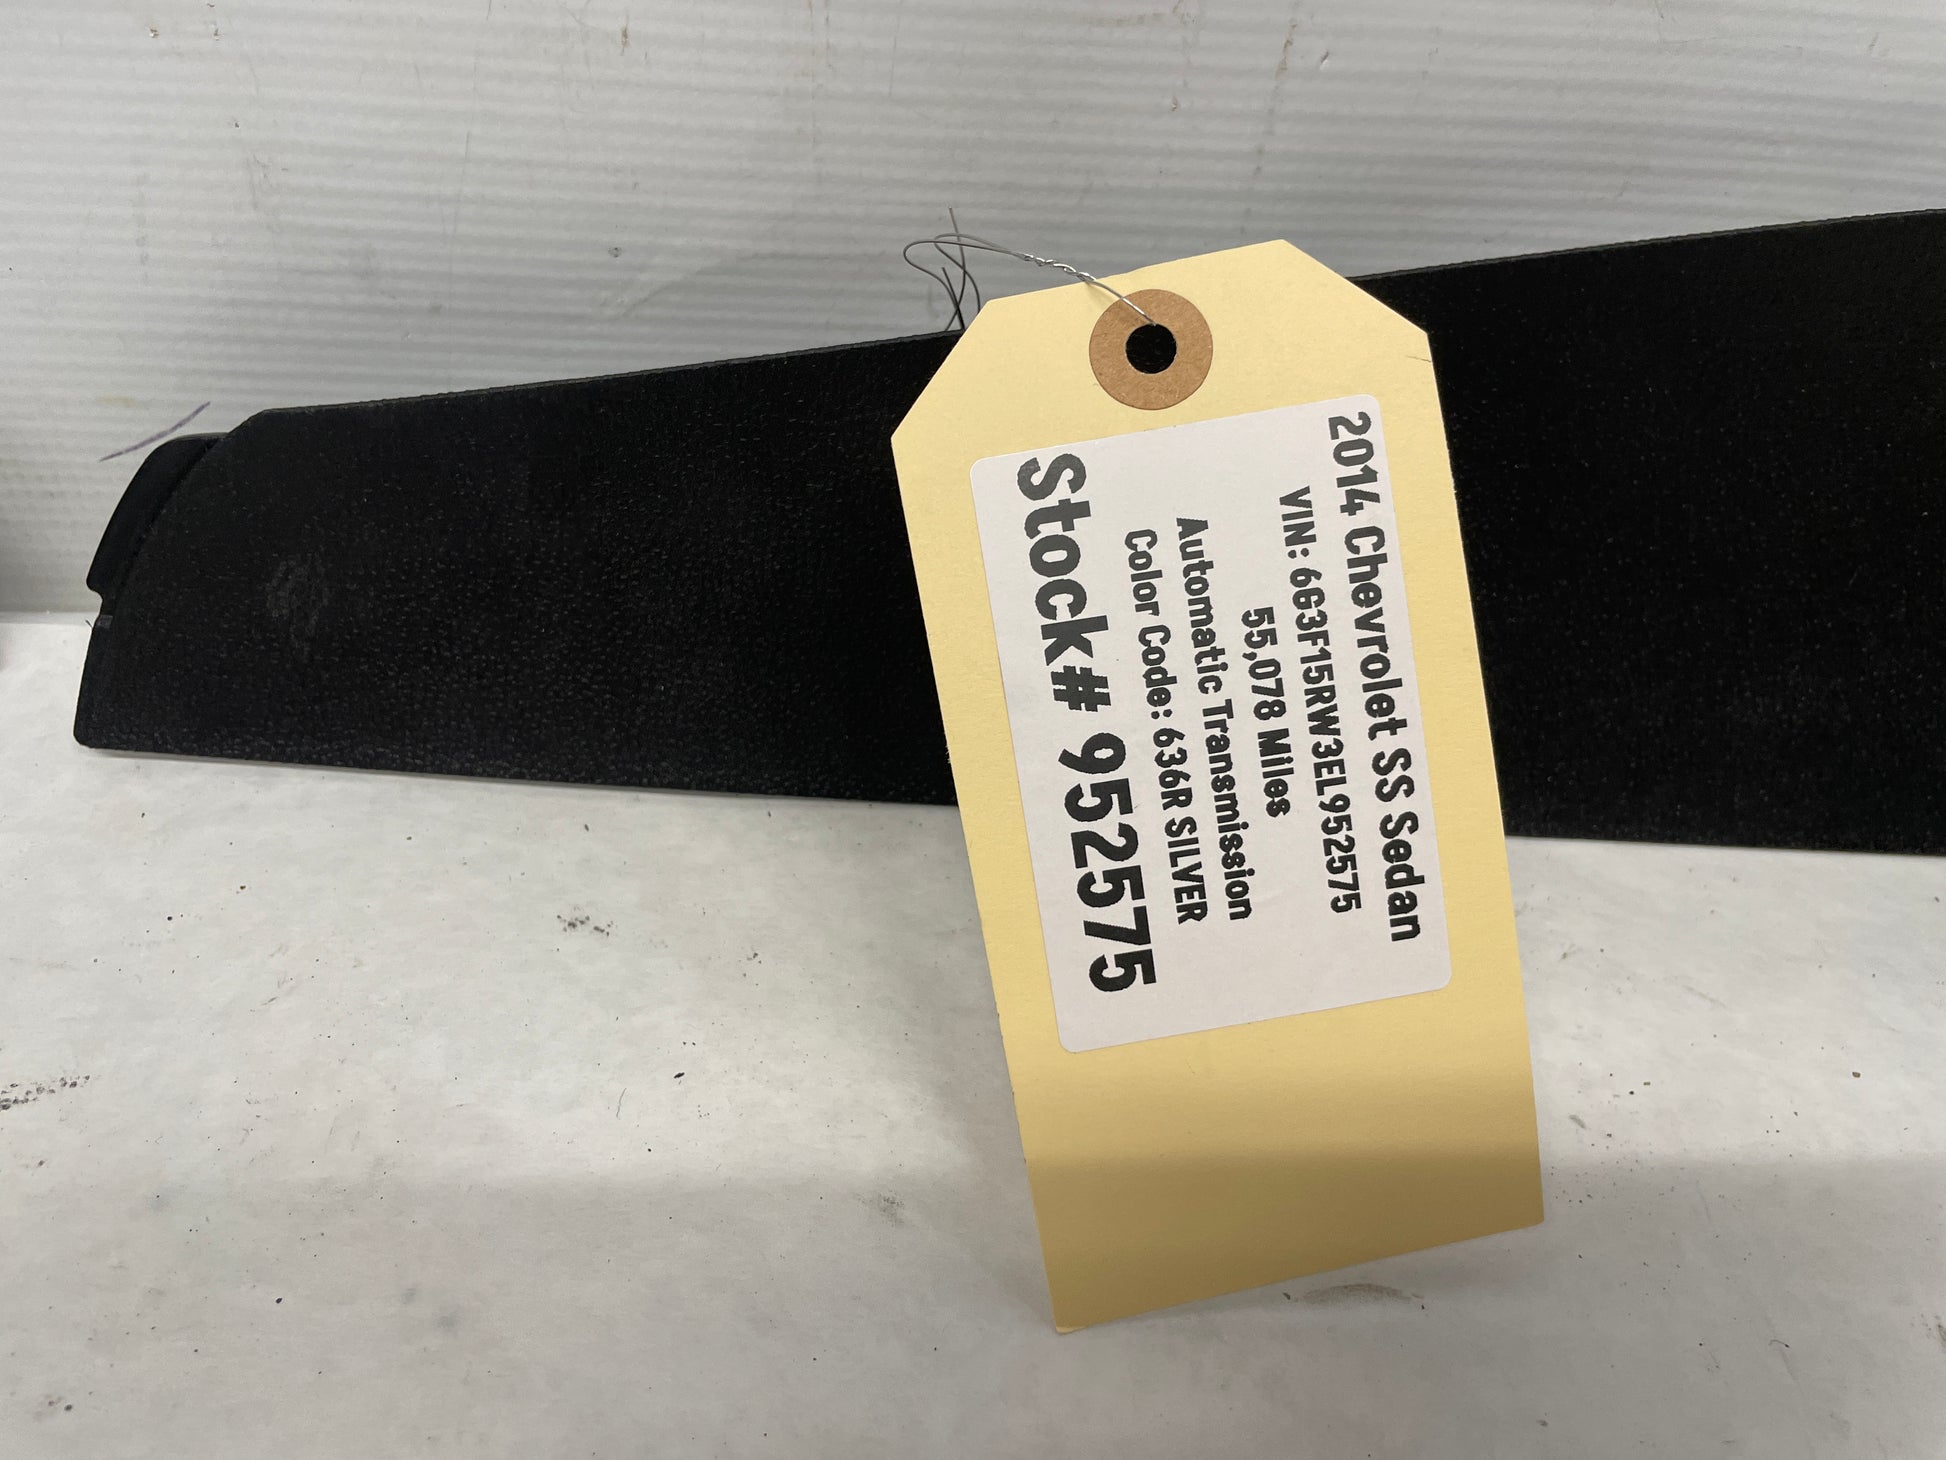 2014 Chevrolet SS Sedan
VIN: 6G3F15RW3EL952575
55,078 Miles
Automatic Transmission
Color Code: 636R SILVER
Stock# 952575